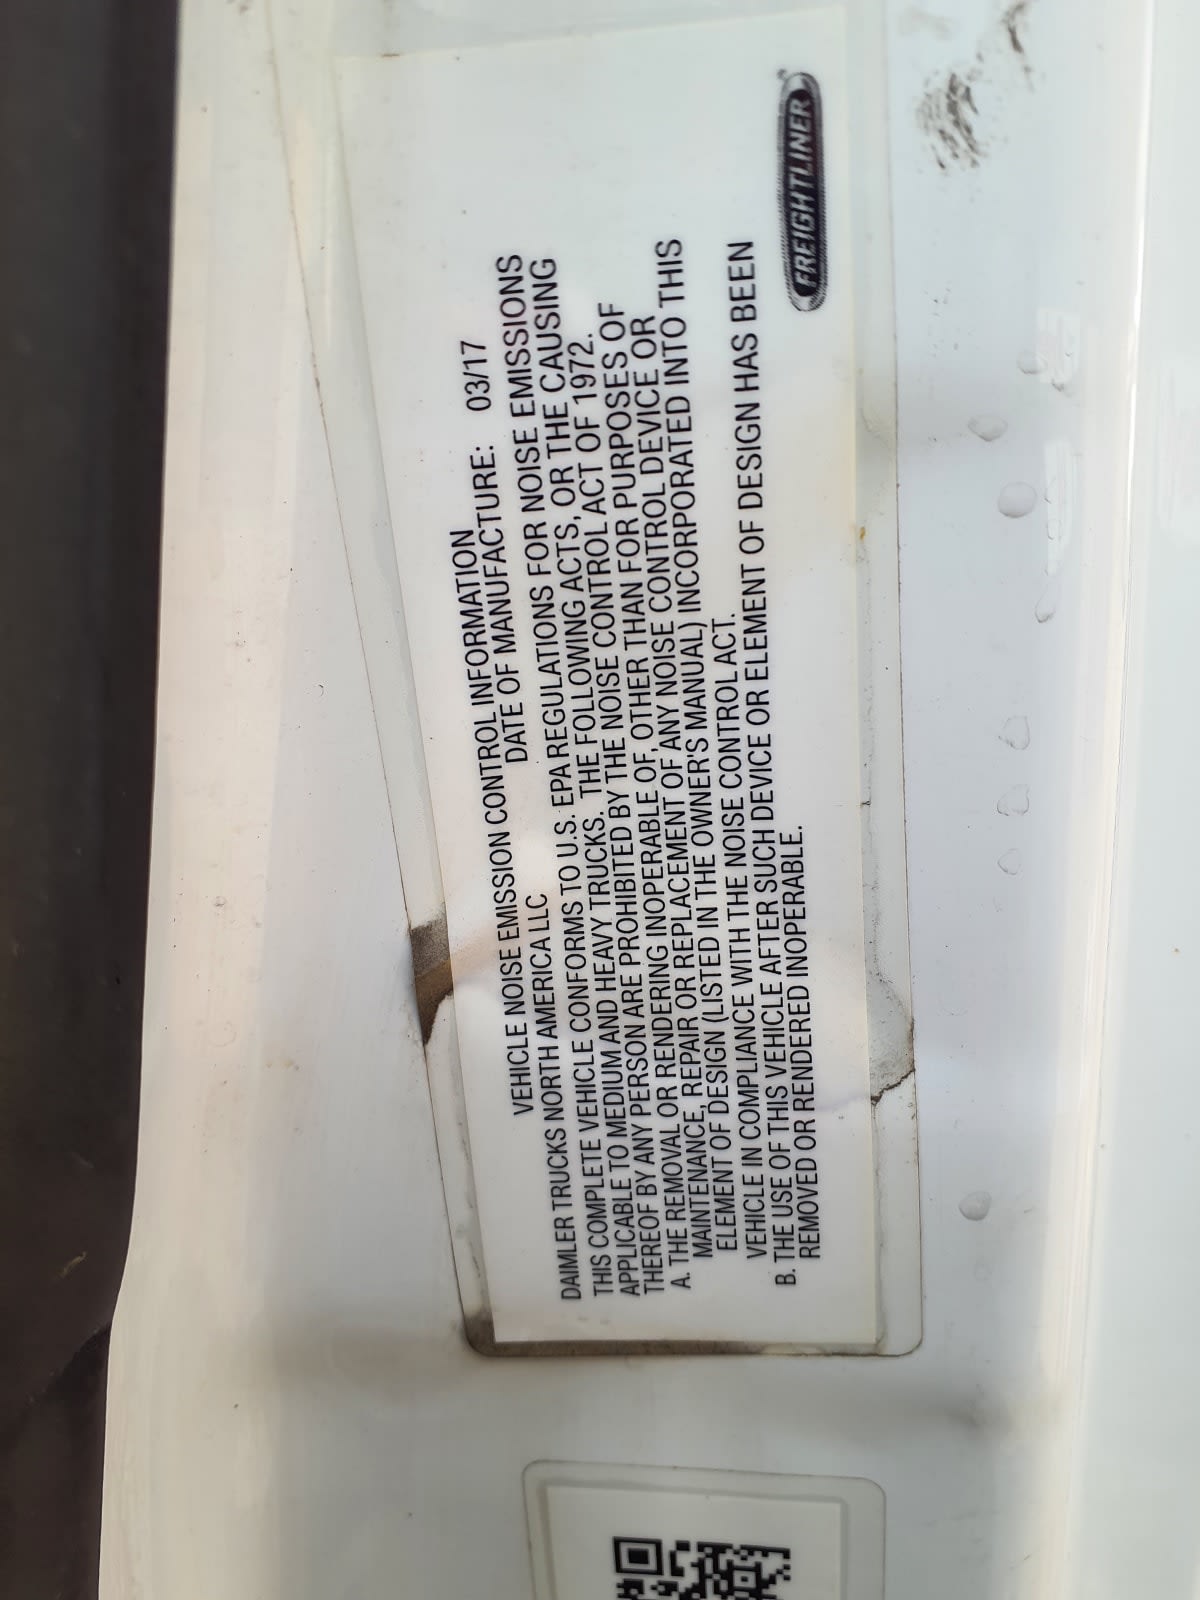 VEHICLE NOISE EMISSION CONTROL INFORMATION
DAIMLER TRUCKS NORTH AMERICA LLC DATE OF MANUFACTURE: 03/17
THIS COMPLETE VEHICLE CONFORMS TO U.S. EPA REGULATIONS FOR NOISE EMISSIONS
APPLICABLE TO MEDIUM AND HEAVY TRUCKS. THE FOLLOWING ACTS, OR THE CAUSING
THEREOF BY ANY PERSON ARE PROHIBITED BY THE NOISE CONTROL ACT OF 1972.
A. THE REMOVAL OR RENDERING INOPERABLE OF, OTHER THAN FOR PURPOSES OF
MAINTENANCE, REPAIR OR REPLACEMENT OF ANY NOISE CONTROL DEVICE OR
ELEMENT OF DESIGN (LISTED IN THE OWNER'S MANUAL) INCORPORATED INTO THIS
VEHICLE IN COMPLIANCE WITH THE NOISE CONTROL ACT.
B. THE USE OF THIS VEHICLE AFTER SUCH DEVICE OR ELEMENT OF DESIGN HAS BEEN
REMOVED OR RENDERED INOPERABLE.
FREIGHTLINER